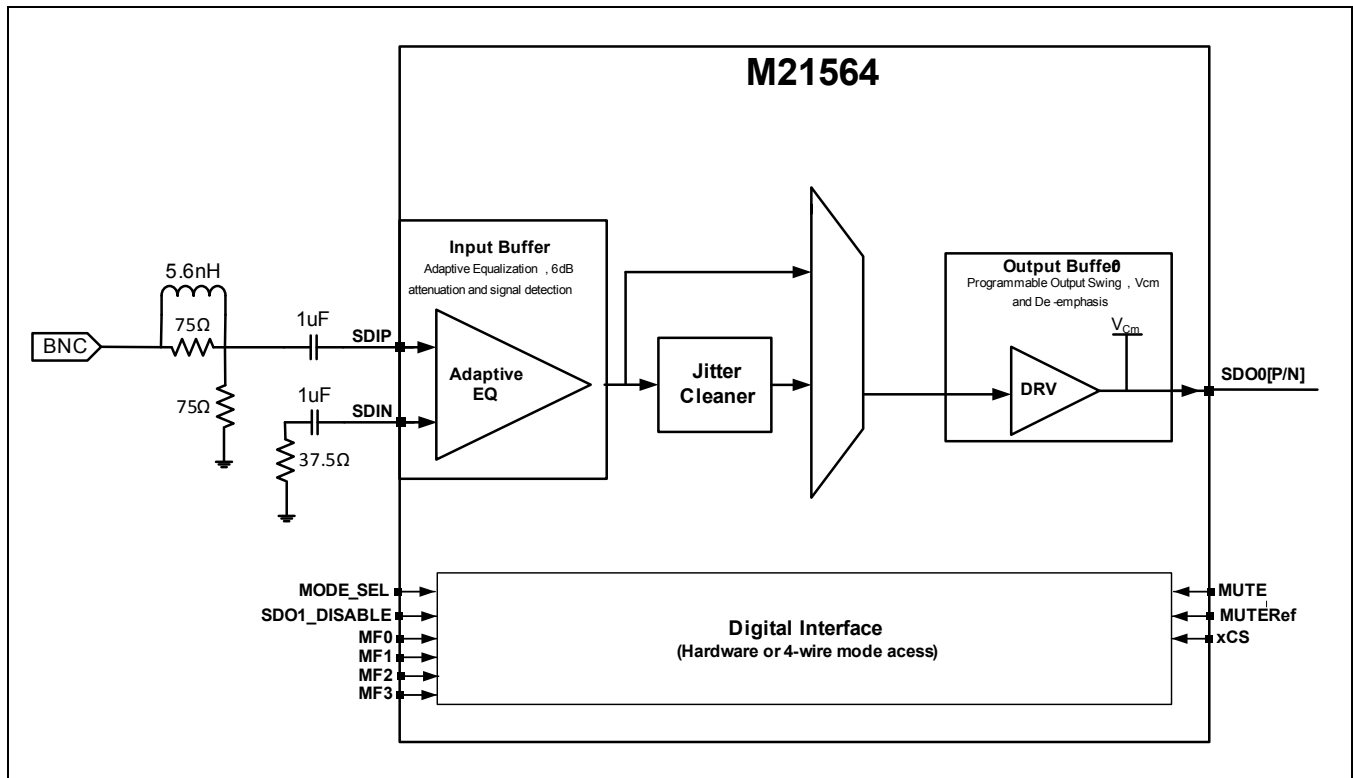 M21564
Input Buffer
Adaptive Equalization , 6dB
attenuation and signal detection
5.6nH
75Ω
BNC
1uF
SDIP
75Ω
1uF
SDIN
37.5Ω
Adaptive
EQ
Jitter
Cleaner
Output Buffer0
Programmable Output Swing , Vcm
and De -emphasis
VCm
DRV
SDO0[P/N]
MODE_SEL
SDO1_DISABLE
MF0
MF1
MF2
MF3
Digital Interface
(Hardware or 4-wire mode acess)
MUTE
MUTERef
xCS